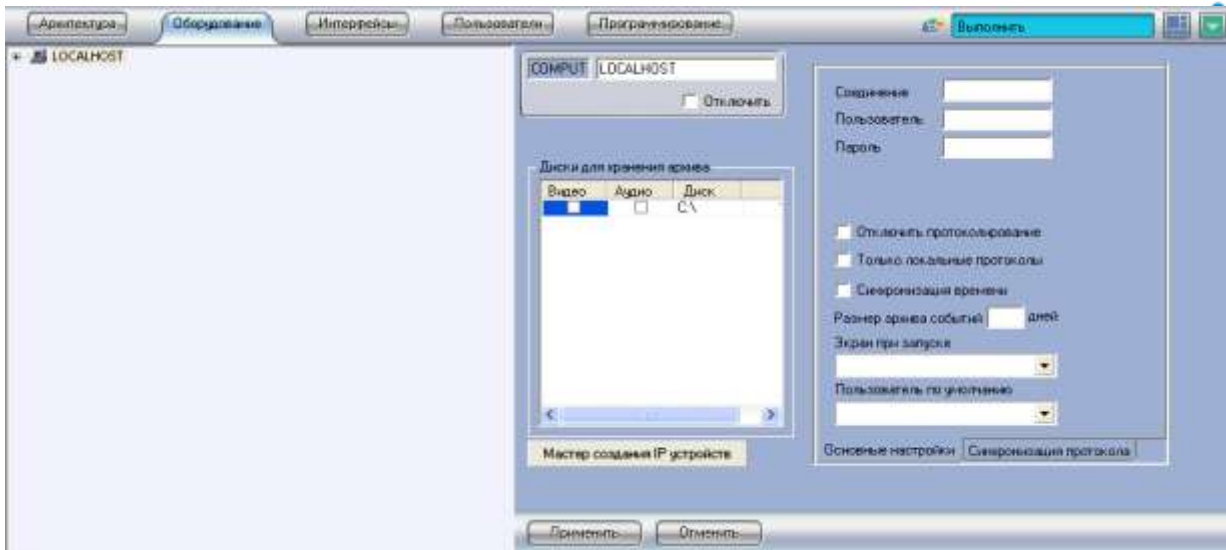 Архитектура Оборудование Интерфейсы Пользователи Программирование Выполнить
LOCALHOST
COMPUT LOCALHOST
Отключить
Диски для хранения архива
Видео Аудио Диск
C:\
Мастер создания IP устройств
Соединение
Пользователь
Пароль
Отключить протоколирование
Только локальные протоколы
Синхронизация времени
Размер архива событий дней
Экран при запуске
Пользователь по умолчанию
Основные настройки Синхронизация протокола
Применить Отменить